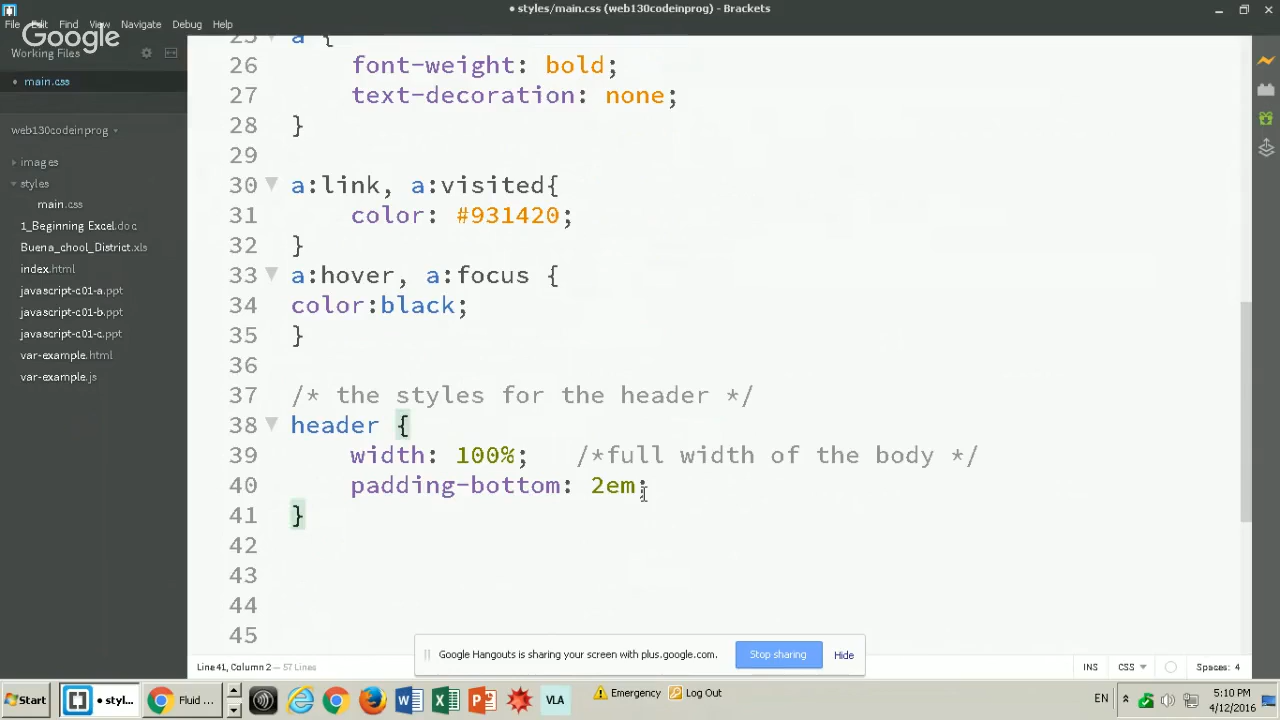 • styles/main.css (web130codeinprog) - Brackets
File Edit Find View Navigate Debug Help
Google
Working Files
• main.css
web130codeinprog
images
styles
main.css
1_Beginning Excel.doc
Buena_chool_District.xls
index.html
javascript-c01-a.ppt
javascript-c01-b.ppt
javascript-c01-c.ppt
var-example.html
var-example.js
25 a {
26 font-weight: bold;
27 text-decoration: none;
28 }
29
30 a:link, a:visited{
31 color: #931420;
32 }
33 a:hover, a:focus {
34 color:black;
35 }
36
37 /* the styles for the header */
38 header {
39 width: 100%; /*full width of the body */
40 padding-bottom: 2em;
41 }
42
43
44
45
Google Hangouts is sharing your screen with plus.google.com. Stop sharing Hide
Line 41, Column 2 — 57 Lines INS CSS Spaces: 4
Start • styl... Fluid ... VLA Emergency Log Out EN 5:10 PM
4/12/2016